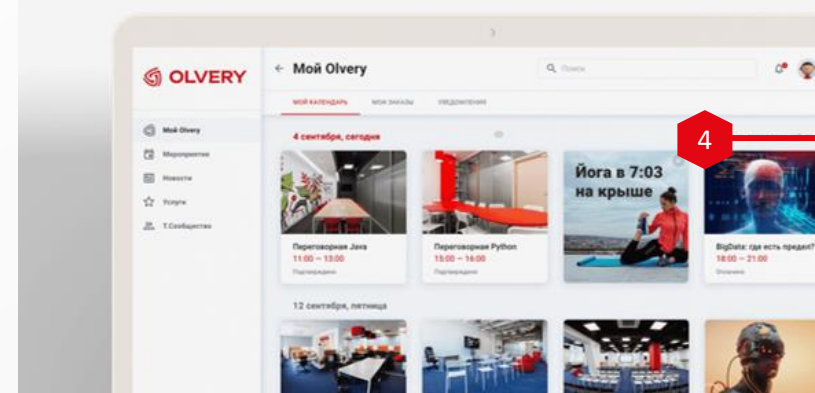 OLVERY
← Мой Olvery
Поиск
МОЙ КАЛЕНДАРЬ МОИ ЗАКАЗЫ УВЕДОМЛЕНИЯ
Мой Olvery
Мероприятия
Новости
Услуги
Т.Сообщество
4 сентября, сегодня
4
Йога в 7:03
на крыше
Переговорная Java
11:00 — 13:00
Подтверждено
Переговорная Python
15:00 — 16:00
Подтверждено
BigData: где есть предел?
18:00 — 21:00
Оплачено
12 сентября, пятница